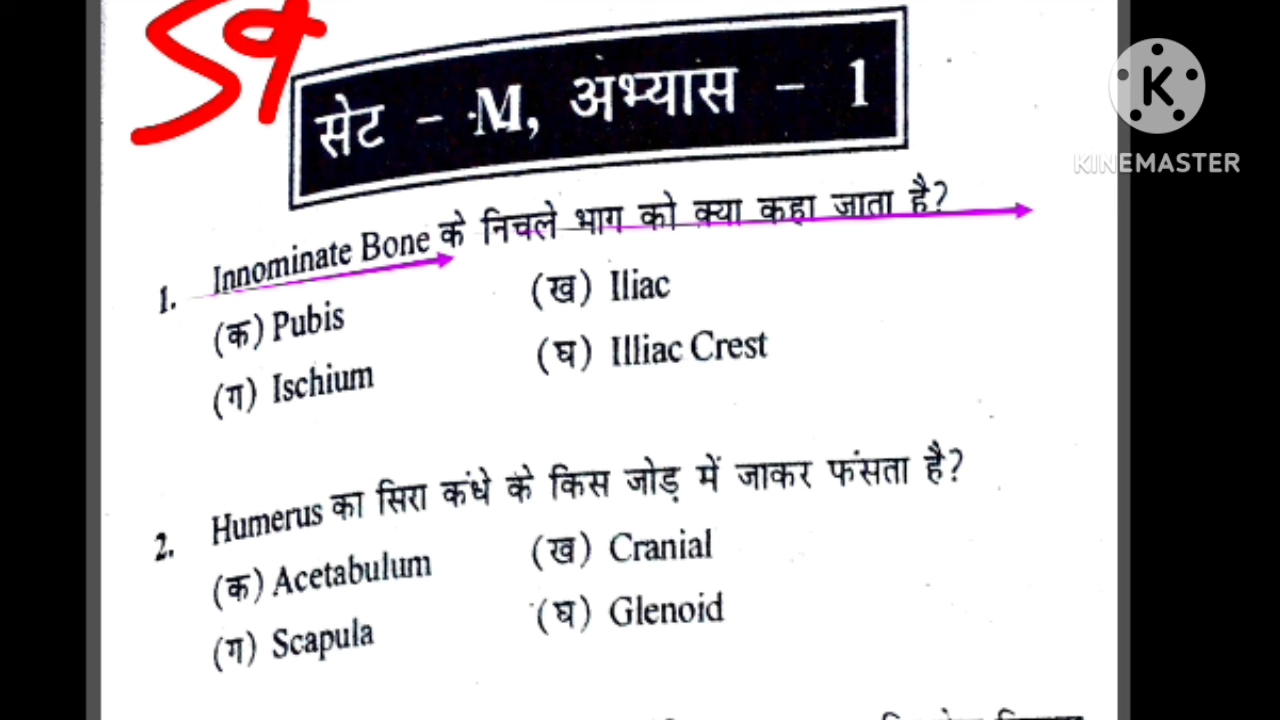 59
सेट - M, अभ्यास - 1
K
KINEMASTER
1. Innominate Bone के निचले भाग को क्या कहा जाता है?
(क) Pubis (ख) Iliac
(ग) Ischium (घ) Illiac Crest
2. Humerus का सिरा कंधे के किस जोड़ में जाकर फंसता है?
(क) Acetabulum (ख) Cranial
(ग) Scapula (घ) Glenoid